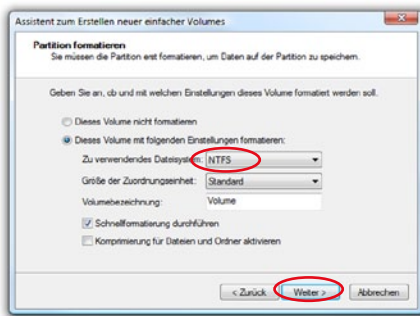 Assistent zum Erstellen neuer einfacher Volumes
Partition formatieren
Sie müssen die Partition erst formatieren, um Daten auf der Partition zu speichern.
Geben Sie an, ob und mit welchen Einstellungen dieses Volume formatiert werden soll.
Dieses Volume nicht formatieren
Dieses Volume mit folgenden Einstellungen formatieren:
Zu verwendendes Dateisystem: NTFS
Größe der Zuordnungseinheit: Standard
Volumebezeichnung: Volume
Schnellformatierung durchführen
Komprimierung für Dateien und Ordner aktivieren
< Zurück Weiter > Abbrechen